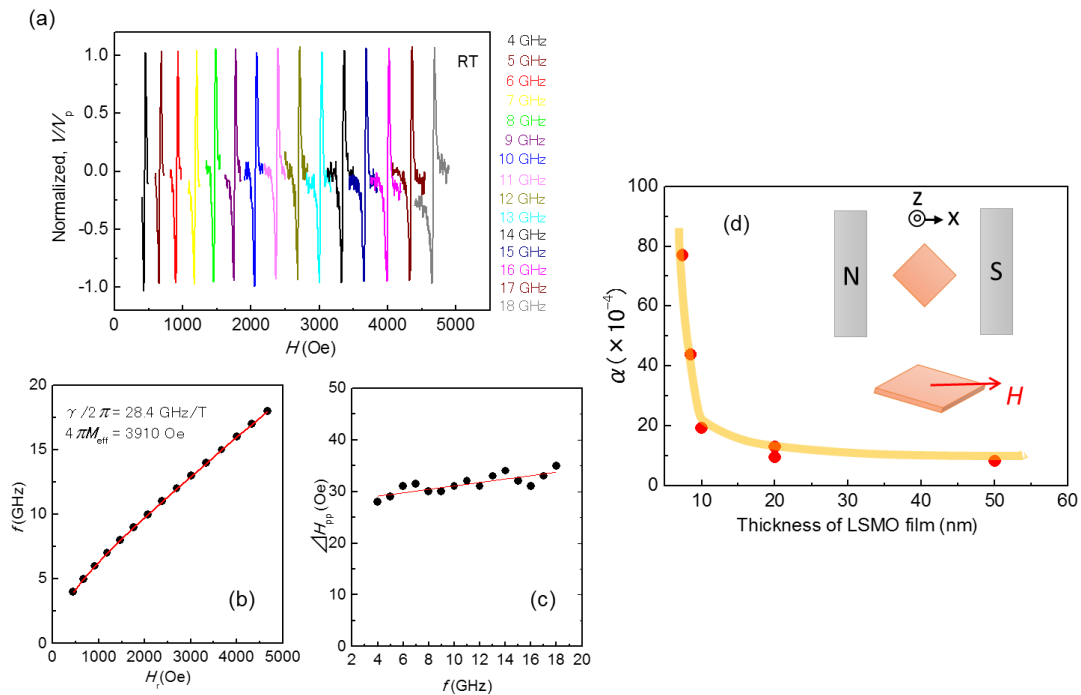 (a)
1.0
0.5
0.0
-0.5
-1.0
Normalized, V/Vp
RT
0 1000 2000 3000 4000 5000
H (Oe)
4 GHz
5 GHz
6 GHz
7 GHz
8 GHz
9 GHz
10 GHz
11 GHz
12 GHz
13 GHz
14 GHz
15 GHz
16 GHz
17 GHz
18 GHz
20
15
10
5
0
f (GHz)
γ/2π = 28.4 GHz/T
4πMeff = 3910 Oe
(b)
0 1000 2000 3000 4000 5000
Hr(Oe)
50
40
30
20
10
0
ΔHpp (Oe)
(c)
2 4 6 8 10 12 14 16 18 20
f (GHz)
100
80
60
40
20
0
α (×10⁻⁴)
(d)
Z
X
N
S
H
10 20 30 40 50 60
Thickness of LSMO film (nm)